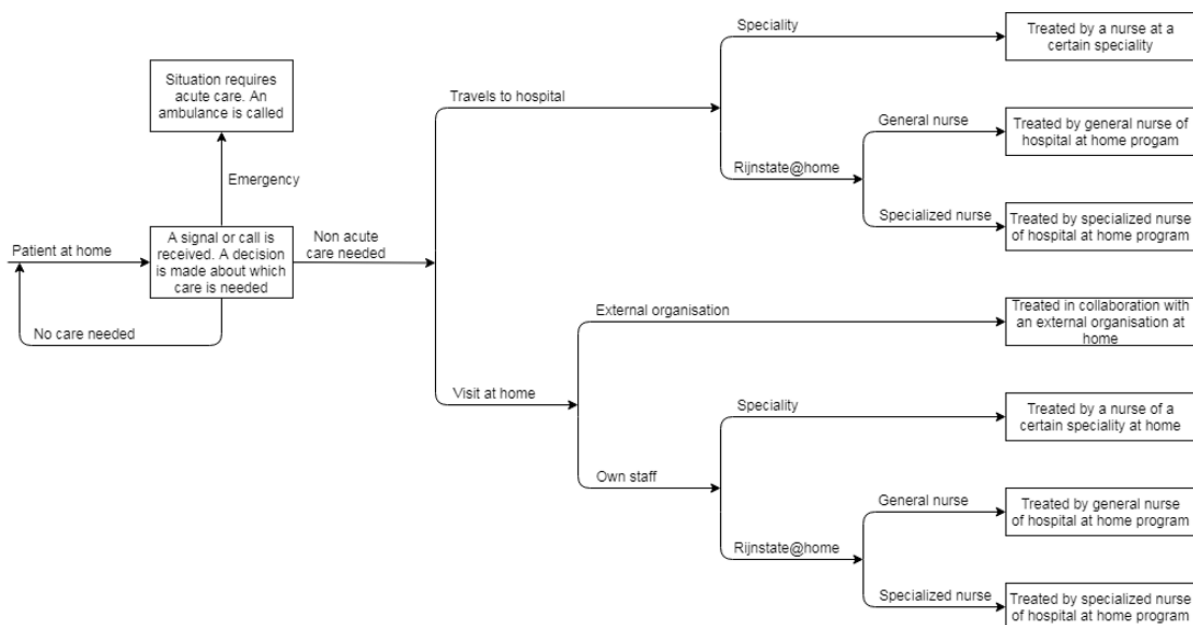 Speciality
Treated by a nurse at a
certain speciality
Situation requires
acute care. An
ambulance is called
Travels to hospital
General nurse
Treated by general nurse of
hospital at home progam
Rijnstate@home
Emergency
Specialized nurse
Treated by specialized nurse
of hospital at home program
Patient at home
A signal or call is
received. A decision
is made about which
care is needed
Non acute
care needed
No care needed
External organisation
Treated in collaboration with
an external organisation at
home
Visit at home
Speciality
Treated by a nurse of a
certain speciality at home
Own staff
General nurse
Treated by general nurse
of hospital at home program
Rijnstate@home
Specialized nurse
Treated by specialized nurse
of hospital at home program